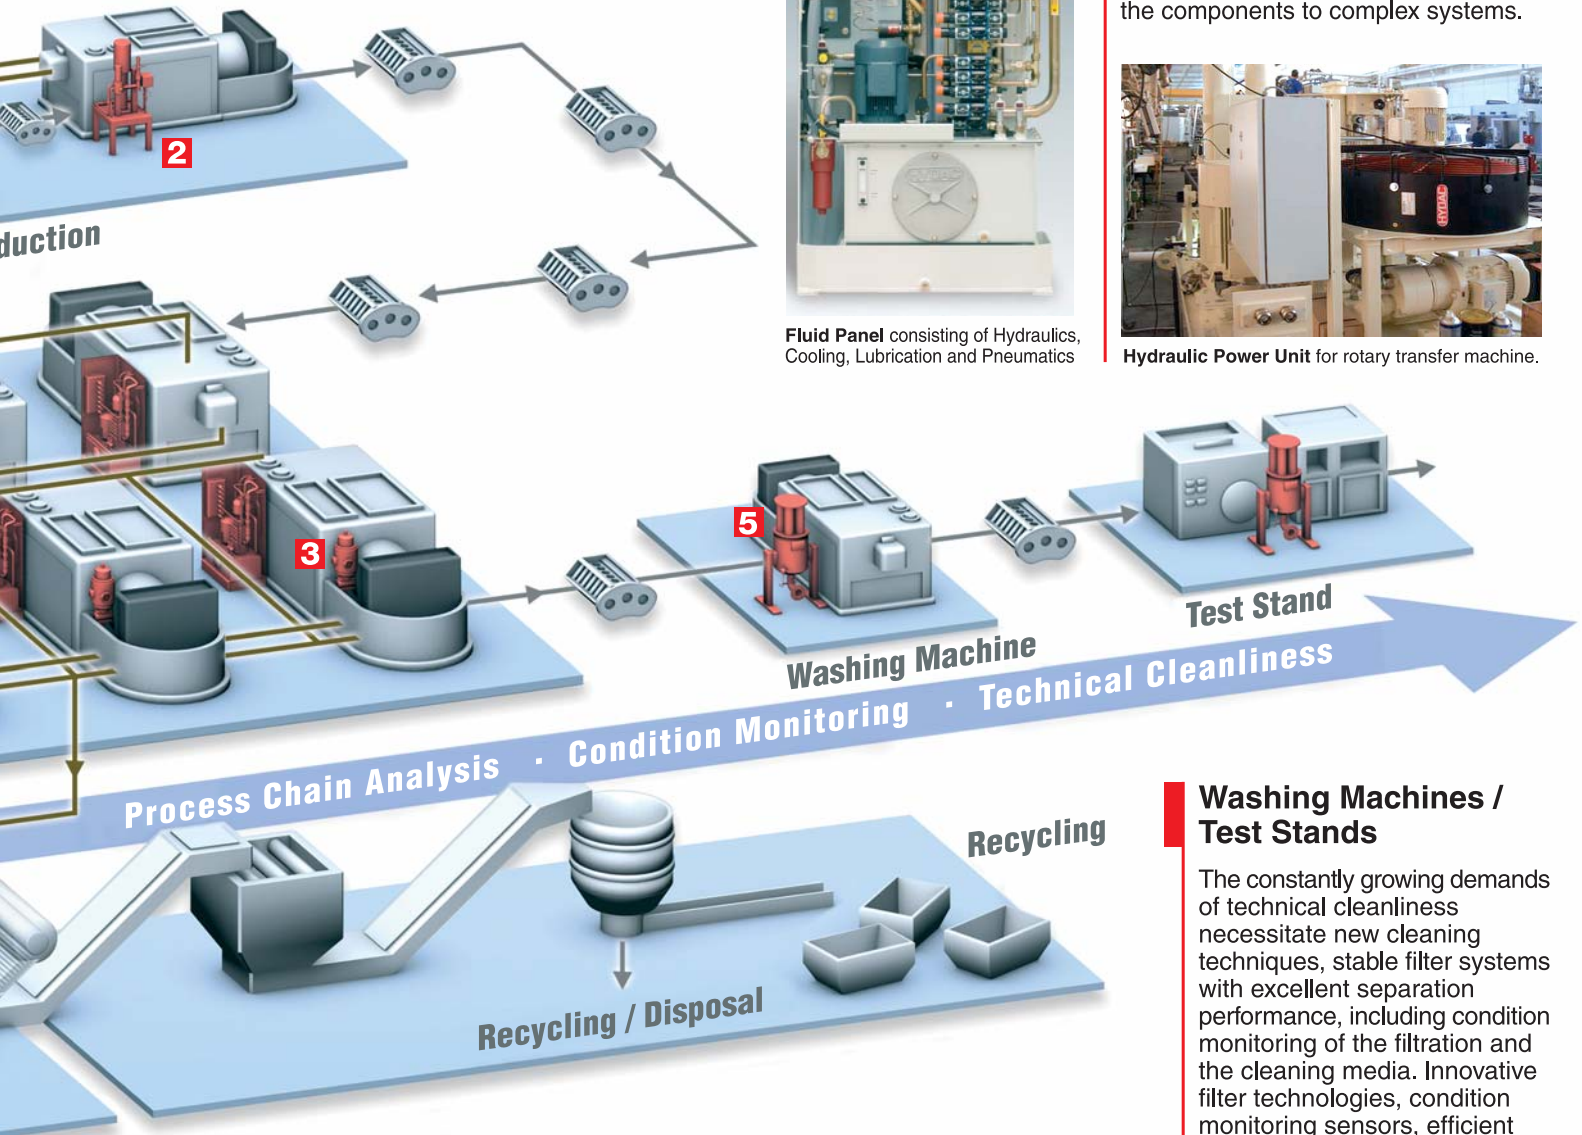 the components to complex systems.
2
duction
HYDAC
HYDAC
Fluid Panel consisting of Hydraulics,
Cooling, Lubrication and Pneumatics
Hydraulic Power Unit for rotary transfer machine.
5
3
Test Stand
Washing Machine
Process Chain Analysis · Condition Monitoring · Technical Cleanliness
Recycling
Recycling / Disposal
Washing Machines /
Test Stands
The constantly growing demands
of technical cleanliness
necessitate new cleaning
techniques, stable filter systems
with excellent separation
performance, including condition
monitoring of the filtration and
the cleaning media. Innovative
filter technologies, condition
monitoring sensors, efficient